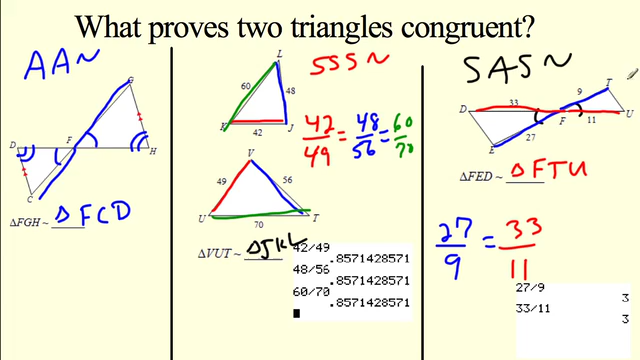 What proves two triangles congruent?
AA~
G
D
F
H
C
ΔFGH ~ ΔFCD
SSS~
L
60
48
K
42
J
42/49 = 48/56 = 60/70
V
49
56
U
70
T
ΔVUT ~ ΔJKL
42/49
.8571428571
48/56
.8571428571
60/70
.8571428571
SAS~
T
9
D
33
F
11
U
27
E
ΔFED ~ ΔFTU
27/9 = 33/11
27/9
3
33/11
3